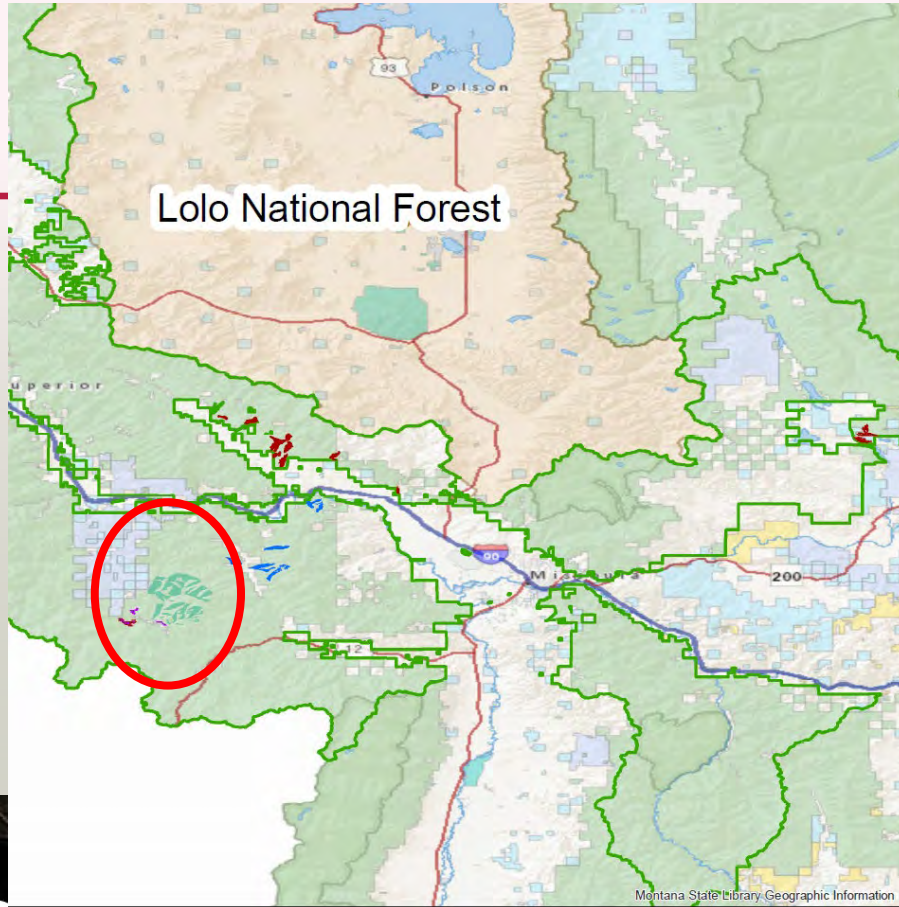 93
Polson
Lolo National Forest
uperior
90
Missoula
200
12
Montana State Library Geographic Information